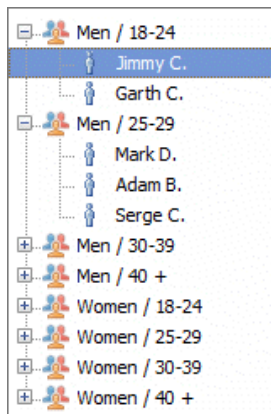 Men / 18-24
Jimmy C.
Garth C.
Men / 25-29
Mark D.
Adam B.
Serge C.
Men / 30-39
Men / 40 +
Women / 18-24
Women / 25-29
Women / 30-39
Women / 40 +